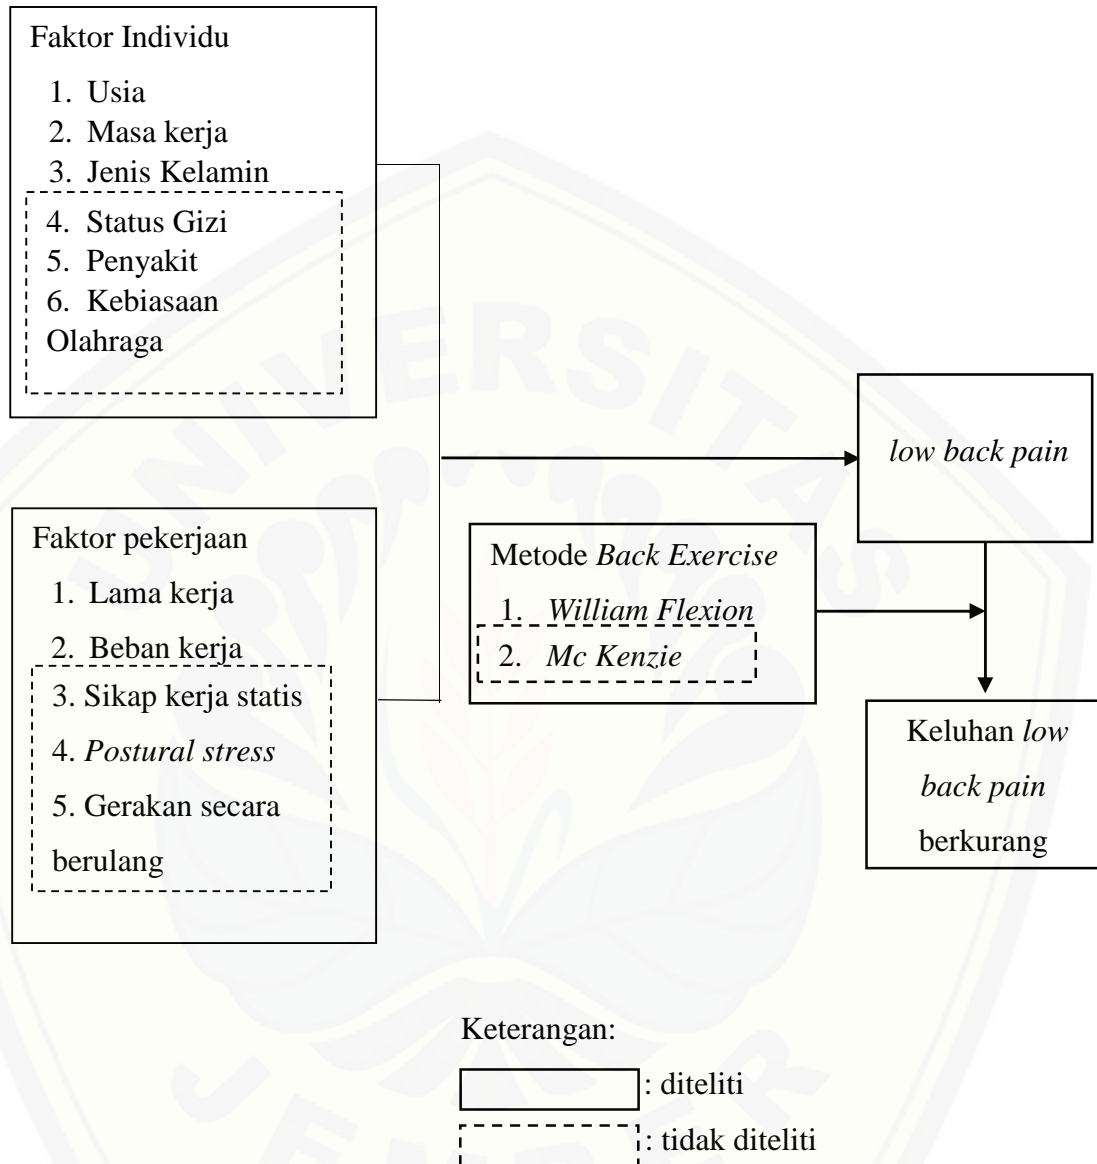 Faktor Individu
1. Usia
2. Masa kerja
3. Jenis Kelamin
4. Status Gizi
5. Penyakit
6. Kebiasaan
Olahraga
Faktor pekerjaan
1. Lama kerja
2. Beban kerja
3. Sikap kerja statis
4. Postural stress
5. Gerakan secara
berulang
Metode Back Exercise
1. William Flexion
2. Mc Kenzie
low back pain
Keluhan low
back pain
berkurang
Keterangan:
: diteliti
: tidak diteliti
UNIVERSITAS
JEMBER